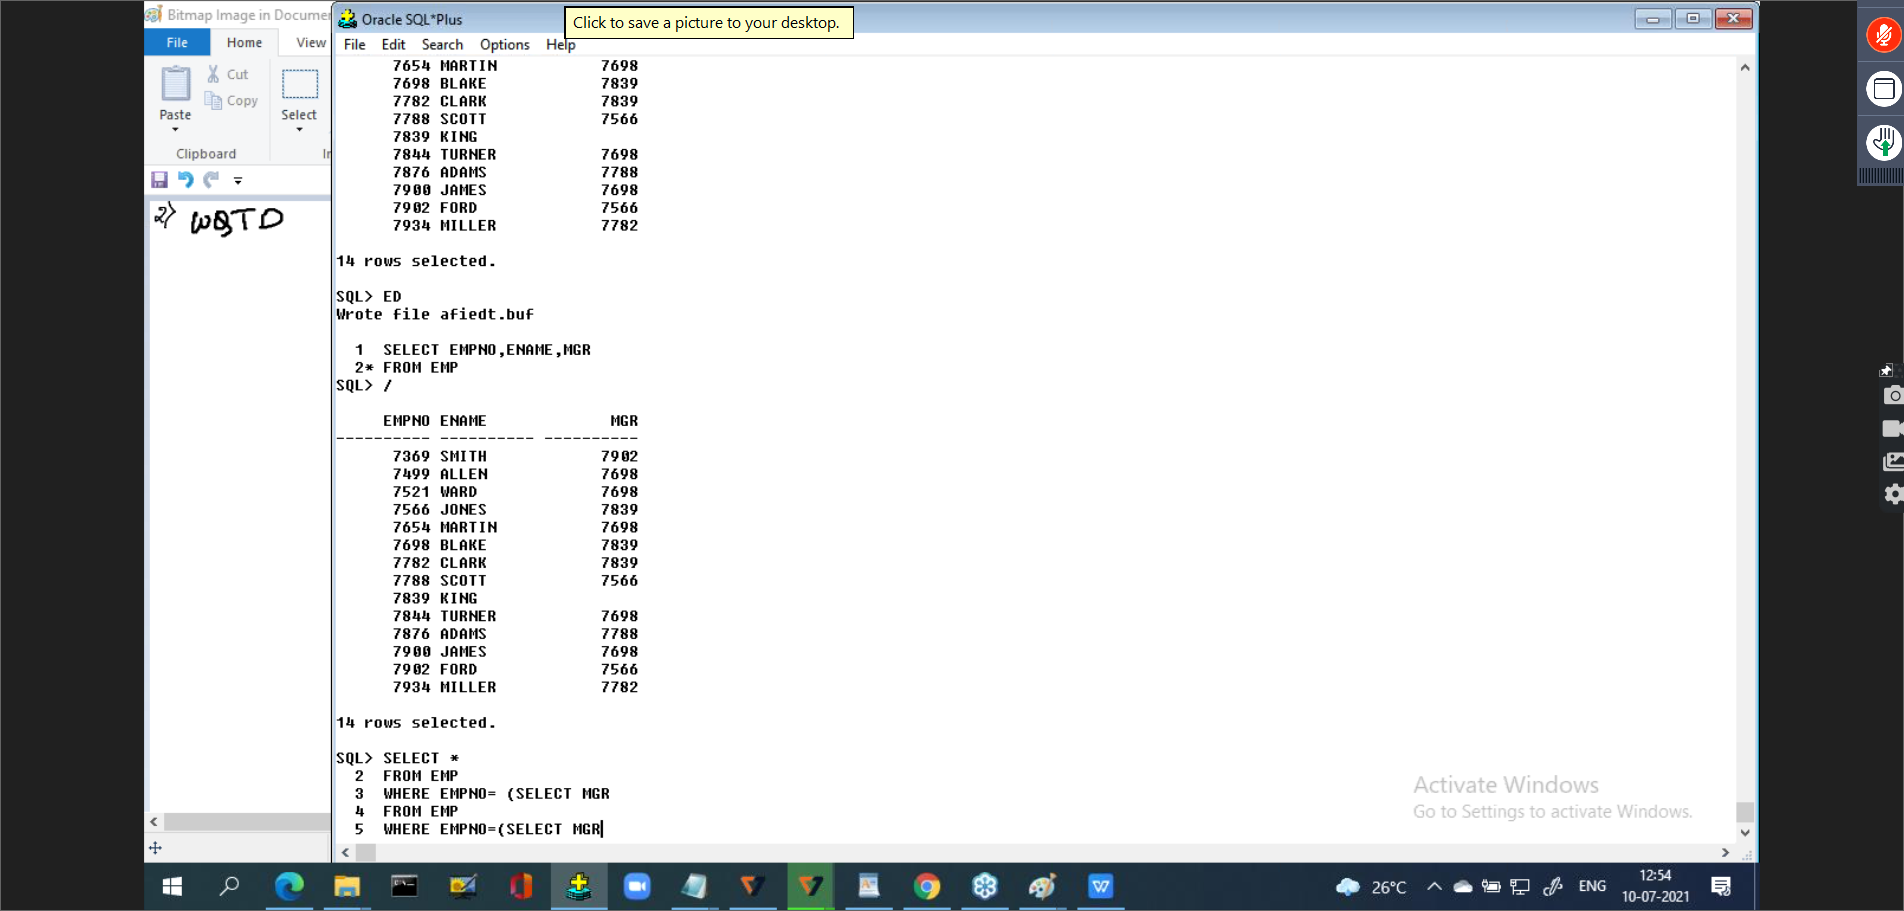 Bitmap Image in Documen
Oracle SQL*Plus
Click to save a picture to your desktop.
File Home View
File Edit Search Options Help
Paste
Cut
Copy
Select
Clipboard
2) WQTD
7654 MARTIN 7698
7698 BLAKE 7839
7782 CLARK 7839
7788 SCOTT 7566
7839 KING
7844 TURNER 7698
7876 ADAMS 7788
7900 JAMES 7698
7902 FORD 7566
7934 MILLER 7782
14 rows selected.
SQL> ED
Wrote file afiedt.buf
1 SELECT EMPNO,ENAME,MGR
2* FROM EMP
SQL> /
EMPNO ENAME MGR
---------- ---------- ----------
7369 SMITH 7902
7499 ALLEN 7698
7521 WARD 7698
7566 JONES 7839
7654 MARTIN 7698
7698 BLAKE 7839
7782 CLARK 7839
7788 SCOTT 7566
7839 KING
7844 TURNER 7698
7876 ADAMS 7788
7900 JAMES 7698
7902 FORD 7566
7934 MILLER 7782
14 rows selected.
SQL> SELECT *
2 FROM EMP
3 WHERE EMPNO= (SELECT MGR
4 FROM EMP
5 WHERE EMPNO=(SELECT MGR
Activate Windows
Go to Settings to activate Windows.
26°C
ENG
12:54
10-07-2021